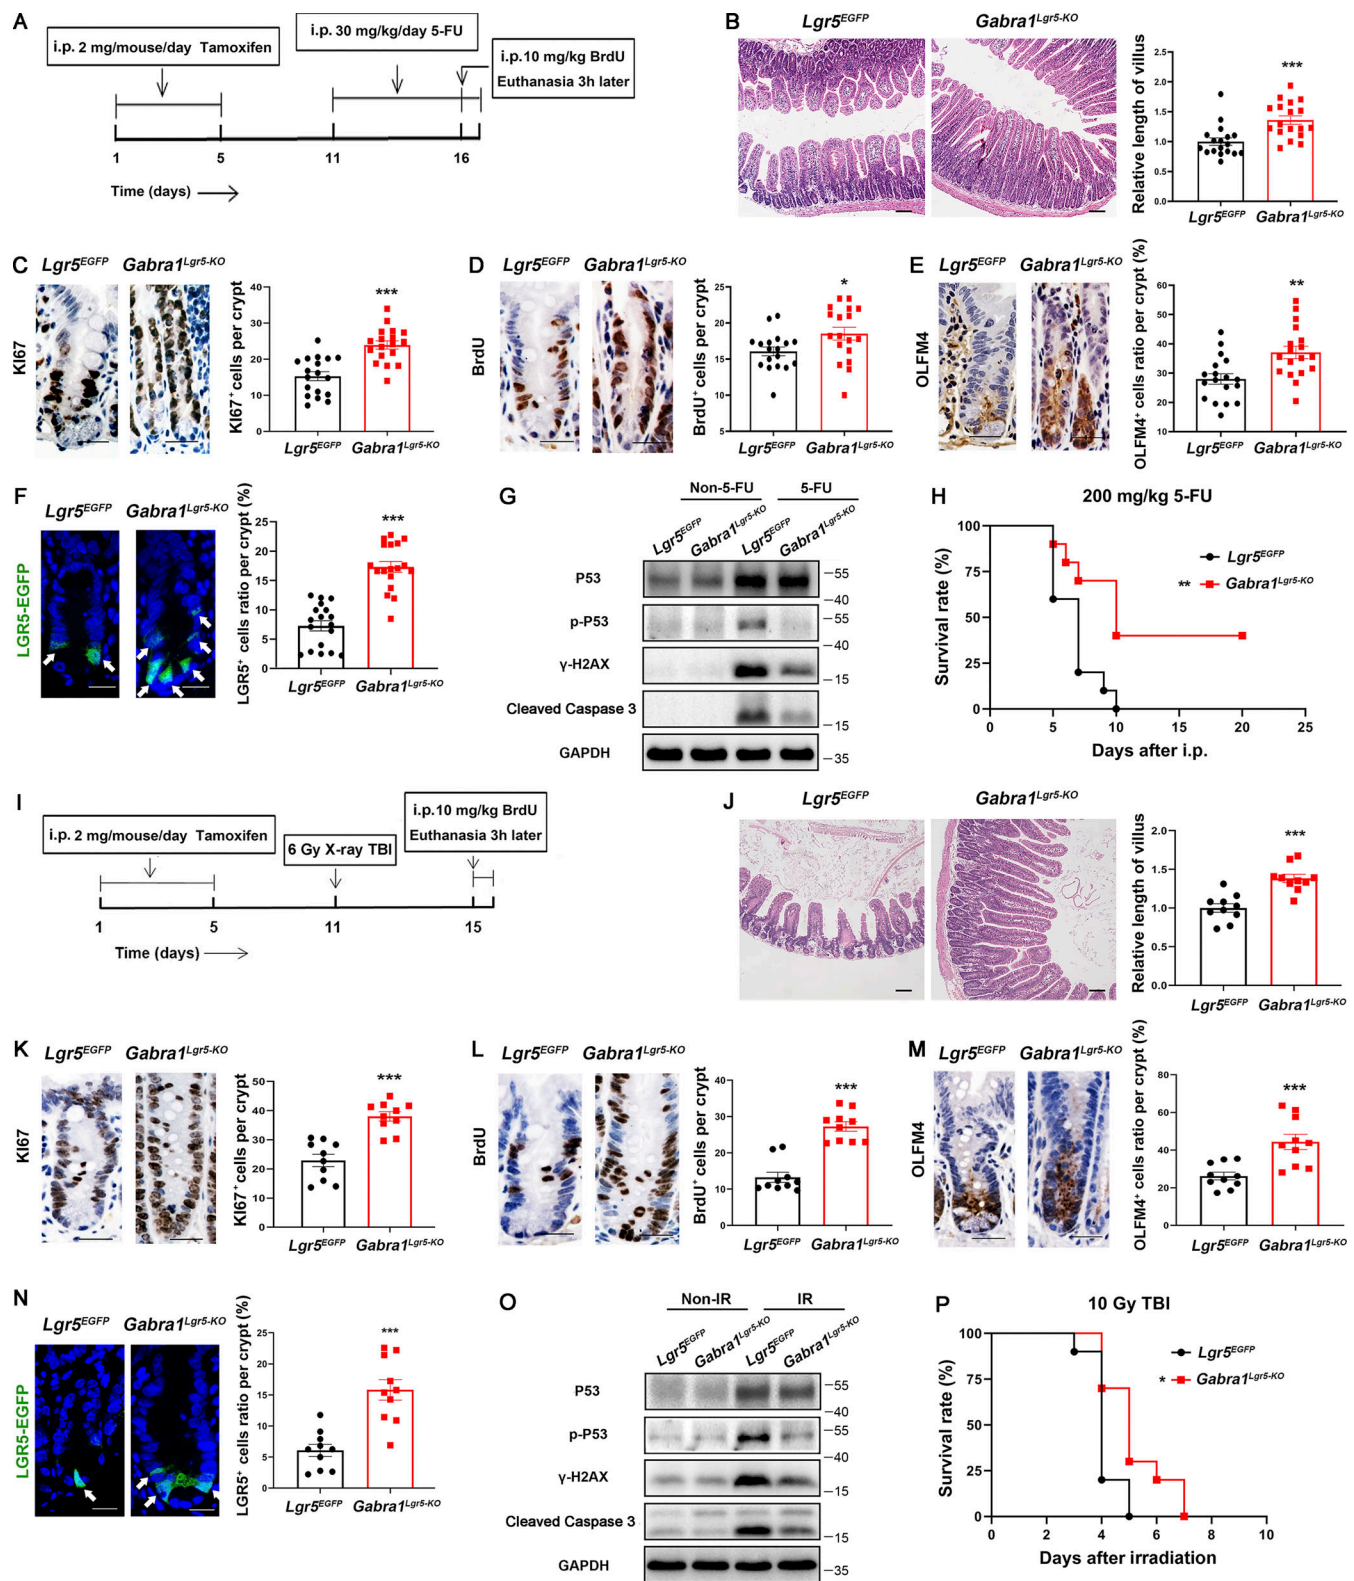 A
i.p. 2 mg/mouse/day Tamoxifen
i.p. 30 mg/kg/day 5-FU
i.p.10 mg/kg BrdU
Euthanasia 3h later
1 5 11 16
Time (days)
B
Lgr5EGFP Gabra1Lgr5-KO
Relative length of villus
2.5
2.0
1.5
1.0
0.5
0.0
***
Lgr5EGFP Gabra1Lgr5-KO
C
Lgr5EGFP Gabra1Lgr5-KO
KI67
KI67+ cells per crypt
40
30
20
10
0
***
Lgr5EGFP Gabra1Lgr5-KO
D
Lgr5EGFP Gabra1Lgr5-KO
BrdU
BrdU+ cells per crypt
25
20
15
10
5
*
Lgr5EGFP Gabra1Lgr5-KO
E
Lgr5EGFP Gabra1Lgr5-KO
OLFM4
OLFM4+ cells ratio per crypt (%)
60
50
40
30
20
10
**
Lgr5EGFP Gabra1Lgr5-KO
F
Lgr5EGFP Gabra1Lgr5-KO
LGR5-EGFP
LGR5+ cells ratio per crypt (%)
25
20
15
10
5
0
***
Lgr5EGFP Gabra1Lgr5-KO
G
Non-5-FU 5-FU
Lgr5EGFP Gabra1Lgr5-KO Lgr5EGFP Gabra1Lgr5-KO
P53
55
40
p-P53
55
40
γ-H2AX
15
Cleaved Caspase 3
15
GAPDH
35
H
200 mg/kg 5-FU
Survival rate (%)
100
75
50
25
0
Lgr5EGFP
** Gabra1Lgr5-KO
0 5 10 15 20 25
Days after i.p.
I
i.p. 2 mg/mouse/day Tamoxifen
6 Gy X-ray TBI
i.p.10 mg/kg BrdU
Euthanasia 3h later
1 5 11 15
Time (days)
J
Lgr5EGFP Gabra1Lgr5-KO
Relative length of villus
2.0
1.5
1.0
0.5
0.0
***
Lgr5EGFP Gabra1Lgr5-KO
K
Lgr5EGFP Gabra1Lgr5-KO
KI67
KI67+ cells per crypt
50
40
30
20
10
0
***
Lgr5EGFP Gabra1Lgr5-KO
L
Lgr5EGFP Gabra1Lgr5-KO
BrdU
BrdU+ cells per crypt
40
30
20
10
0
***
Lgr5EGFP Gabra1Lgr5-KO
M
Lgr5EGFP Gabra1Lgr5-KO
OLFM4
OLFM4+ cells ratio per crypt (%)
80
60
40
20
0
***
Lgr5EGFP Gabra1Lgr5-KO
N
Lgr5EGFP Gabra1Lgr5-KO
LGR5-EGFP
LGR5+ cells ratio per crypt (%)
25
20
15
10
5
0
***
Lgr5EGFP Gabra1Lgr5-KO
O
Non-IR IR
Lgr5EGFP Gabra1Lgr5-KO Lgr5EGFP Gabra1Lgr5-KO
P53
55
40
p-P53
55
40
γ-H2AX
15
Cleaved Caspase 3
15
GAPDH
35
P
10 Gy TBI
Survival rate (%)
100
75
50
25
0
Lgr5EGFP
* Gabra1Lgr5-KO
0 2 4 6 8 10
Days after irradiation